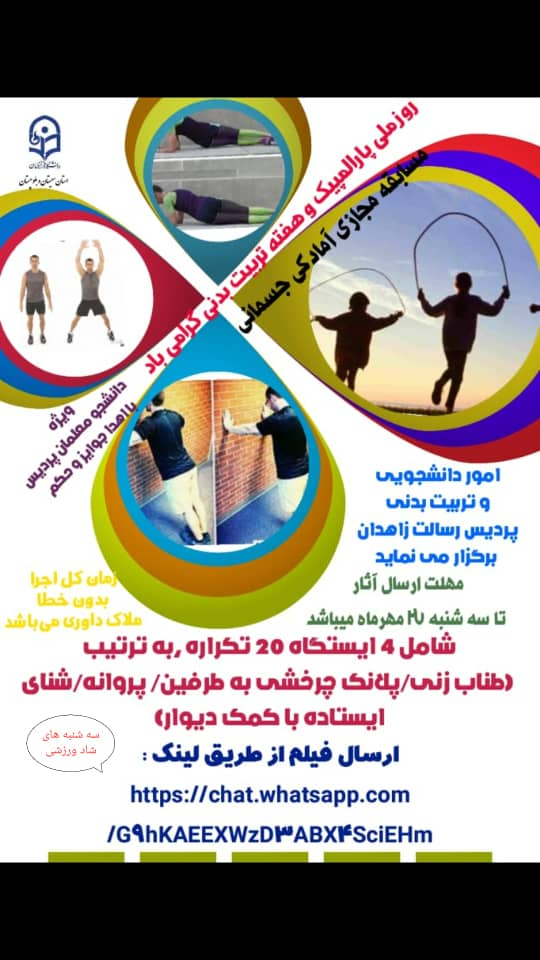 دانشگاه فرهنگیان
استان سیستان و بلوچستان
روز ملی پارالمپیک و هفته تربیت بدنی گرامی باد
مسابقه مجازی آمادگی جسمانی
ویژه
دانشجو معلمان پردیس
با اهدا جوایز و حکم
امور دانشجویی
و تربیت بدنی
پردیس رسالت زاهدان
برگزار می نماید
مهلت ارسال آثار
تا سه شنبه ۲۷ مهرماه میباشد
زمان کل اجرا
بدون خطا
ملاک داوری می‌باشد
شامل 4 ایستگاه 20 تکراره ,به ترتیب
(طناب زنی/پلانک چرخشی به طرفین/ پروانه/شنای
ایستاده با کمک دیوار)
سه شنبه های
شاد ورزشی
ارسال فیلم از طریق لینک :
https://chat.whatsapp.com
/G۹hKAEEXWzD۳ABX۴SciEHm